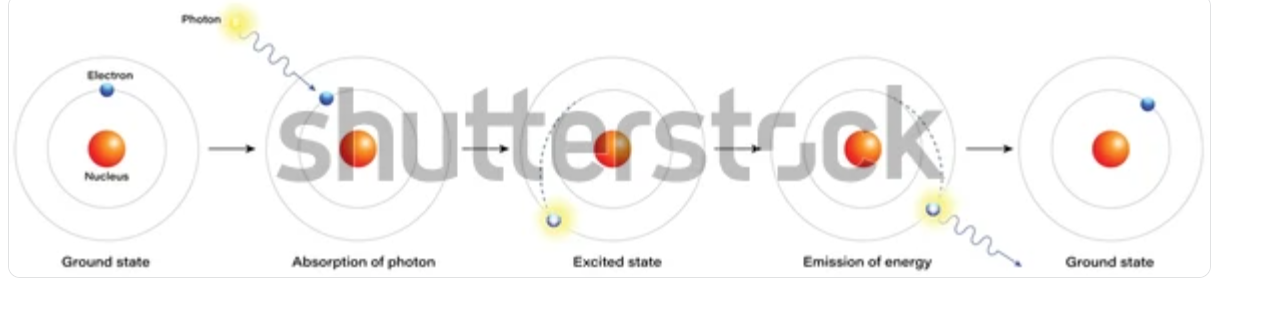 Photon
Electron
Nucleus
shutterstock
Ground state
Absorption of photon
Excited state
Emission of energy
Ground state